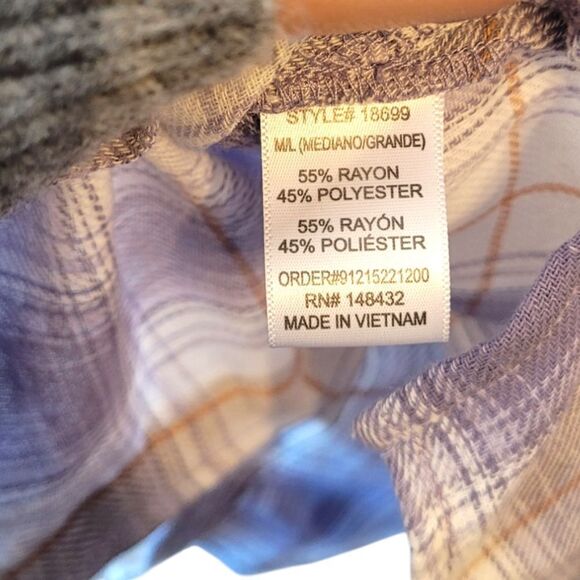 STYLE# 18699
M/L (MEDIANO/GRANDE)
55% RAYON
45% POLYESTER
55% RAYÓN
45% POLIÉSTER
ORDER#91215221200
RN# 148432
MADE IN VIETNAM